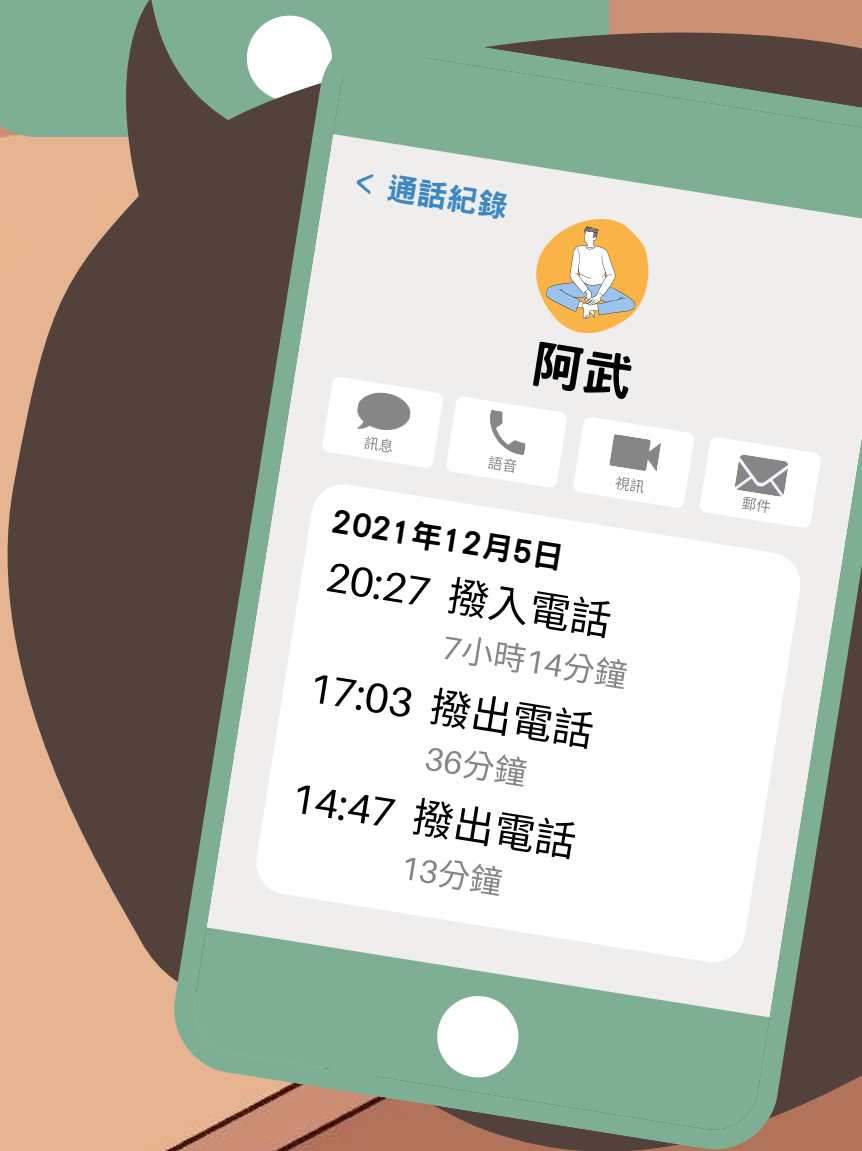 < 通話紀錄
阿武
訊息 語音 視訊 郵件
2021年12月5日
20:27 撥入電話
7小時14分鐘
17:03 撥出電話
36分鐘
14:47 撥出電話
13分鐘